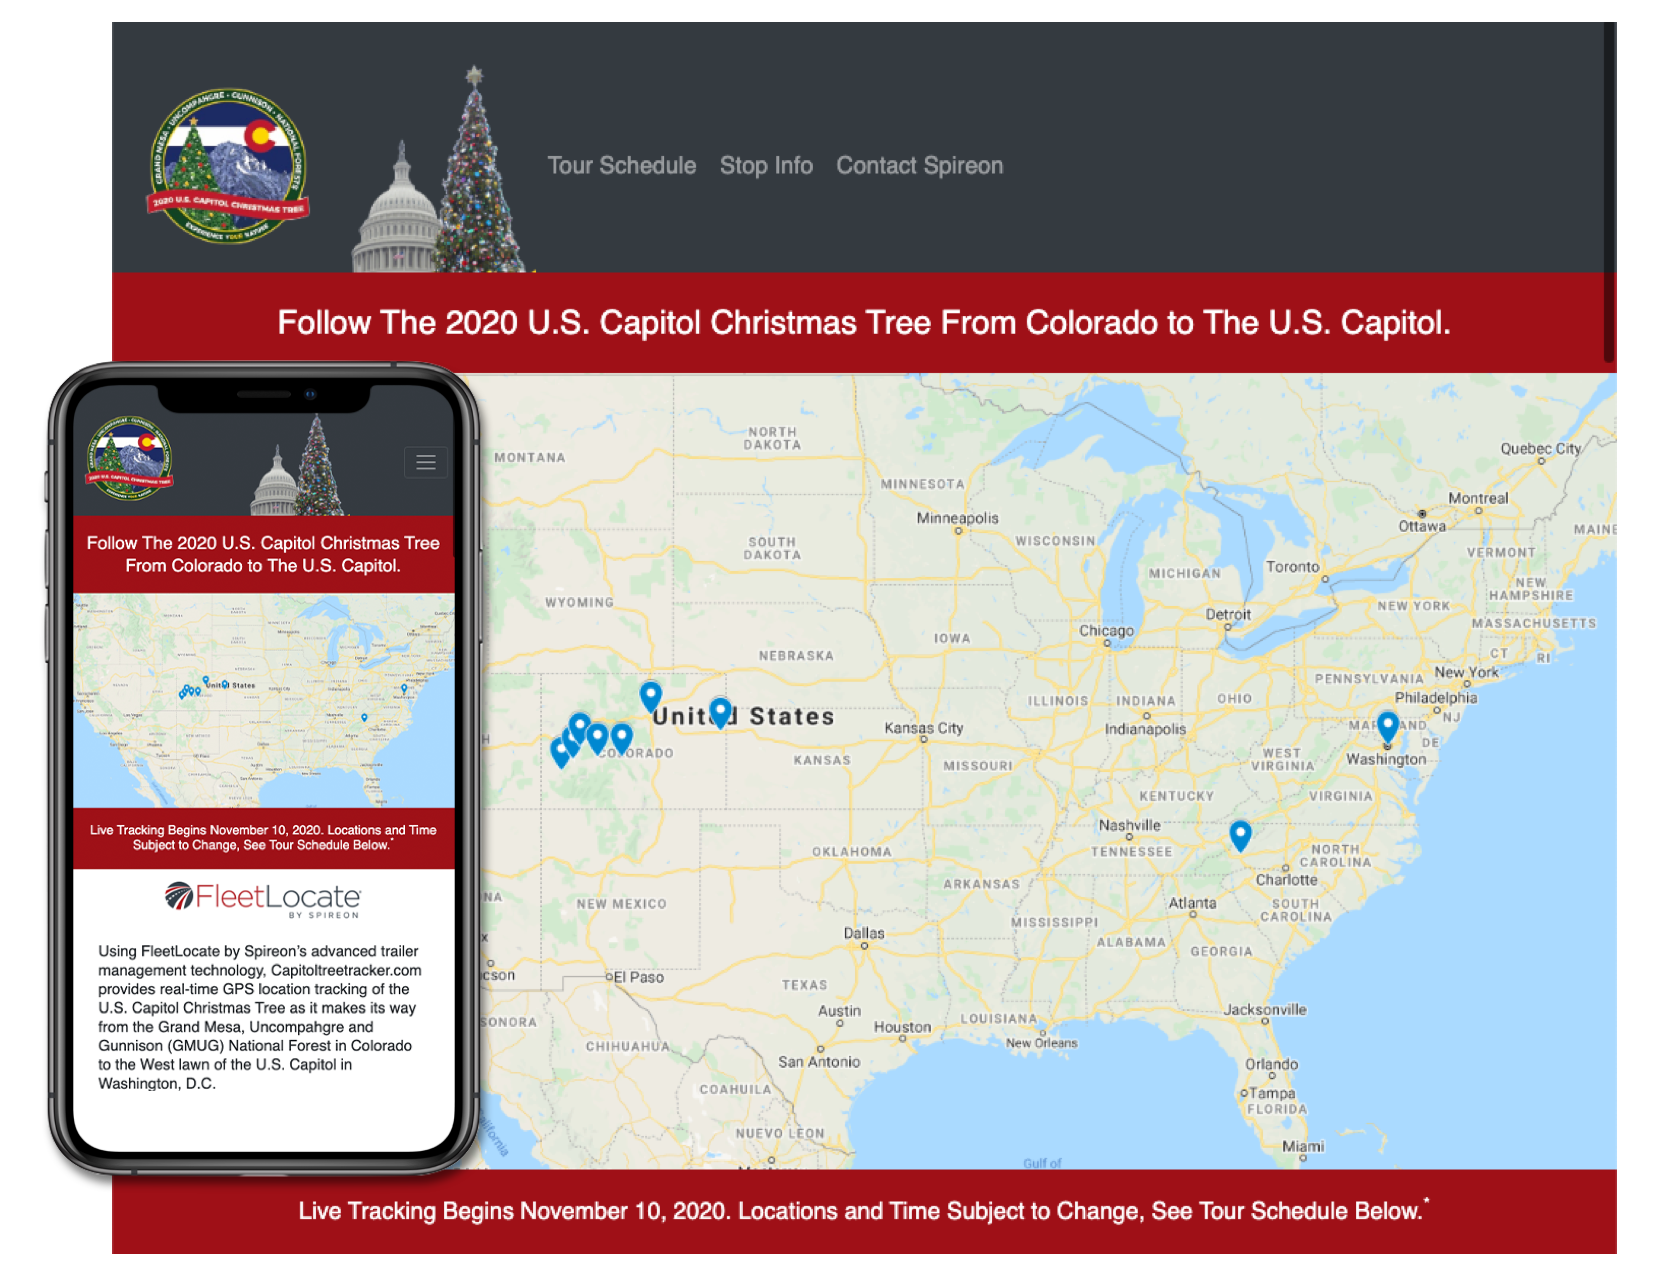 GRAND MESA · UNCOMPAHGRE · GUNNISON · NATIONAL FORESTS
2020 U.S. CAPITOL CHRISTMAS TREE
EXPERIENCE YOUR NATURE
Tour Schedule Stop Info Contact Spireon
Follow The 2020 U.S. Capitol Christmas Tree From Colorado to The U.S. Capitol.
NORTH
DAKOTA
MONTANA
Quebec City
MINNESOTA
Montreal
Minneapolis
Ottawa
MAINE
SOUTH
DAKOTA
WISCONSIN
VERMONT
MICHIGAN
Toronto
NEW
HAMPSHIRE
WYOMING
NEW YORK
Detroit
MASSACHUSETTS
Chicago
IOWA
CT
RI
NEBRASKA
PENNSYLVANIA
New York
ILLINOIS
INDIANA
OHIO
Philadelphia
United States
NJ
Kansas City
Indianapolis
MARYLAND
DE
COLORADO
KANSAS
MISSOURI
WEST
VIRGINIA
Washington
KENTUCKY
VIRGINIA
Nashville
TENNESSEE
OKLAHOMA
NORTH
CAROLINA
Charlotte
ARKANSAS
NA
NEW MEXICO
Atlanta
SOUTH
CAROLINA
MISSISSIPPI
Dallas
ALABAMA
GEORGIA
x
cson
El Paso
TEXAS
Jacksonville
Austin
SONORA
Houston
LOUISIANA
New Orleans
CHIHUAHUA
San Antonio
Orlando
COAHUILA
Tampa
FLORIDA
NUEVO LEON
Miami
Gulf of
California
Live Tracking Begins November 10, 2020. Locations and Time Subject to Change, See Tour Schedule Below.*
2020 U.S. CAPITOL CHRISTMAS TREE
Follow The 2020 U.S. Capitol Christmas Tree
From Colorado to The U.S. Capitol.
United States
Live Tracking Begins November 10, 2020. Locations and Time
Subject to Change, See Tour Schedule Below.*
FleetLocate
BY SPIREON
Using FleetLocate by Spireon's advanced trailer
management technology, Capitoltreetracker.com
provides real-time GPS location tracking of the
U.S. Capitol Christmas Tree as it makes its way
from the Grand Mesa, Uncompahgre and
Gunnison (GMUG) National Forest in Colorado
to the West lawn of the U.S. Capitol in
Washington, D.C.